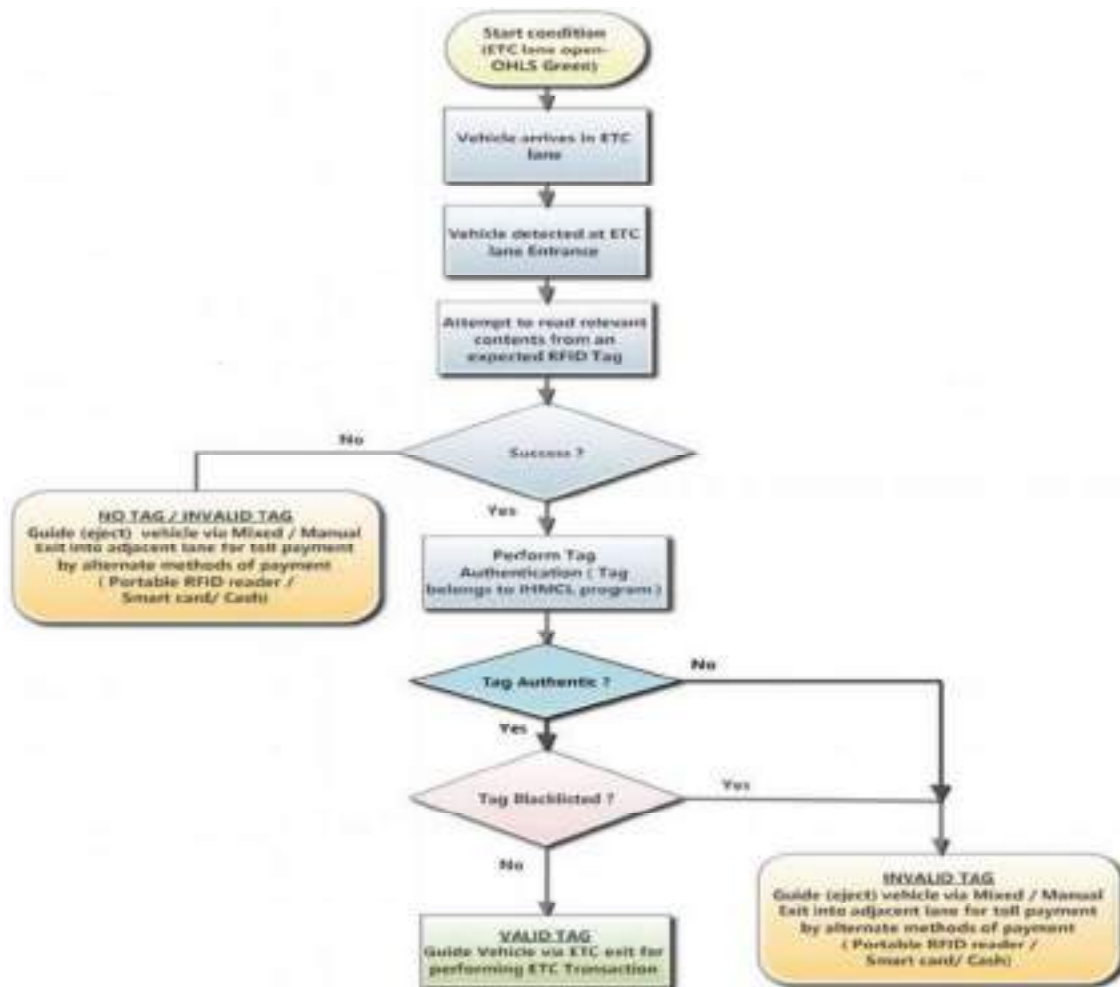 Start condition
(ETC lane open-
OHLS Green)
Vehicle arrives in ETC
lane
Vehicle detected at ETC
lane Entrance
Attempt to read relevant
contents from an
expected RFID Tag
No
Success ?
Yes
NO TAG / INVALID TAG
Guide (eject) vehicle via Mixed / Manual
Exit into adjacent lane for toll payment
by alternate methods of payment
( Portable RFID reader /
Smart card/ Cash)
Perform Tag
Authentication ( Tag
belongs to IHMCL program )
No
Tag Authentic ?
Yes
Tag Blacklisted ?
Yes
No
INVALID TAG
Guide (eject) vehicle via Mixed / Manual
Exit into adjacent lane for toll payment
by alternate methods of payment
( Portable RFID reader /
Smart card/ Cash)
VALID TAG
Guide Vehicle via ETC exit for
performing ETC Transaction